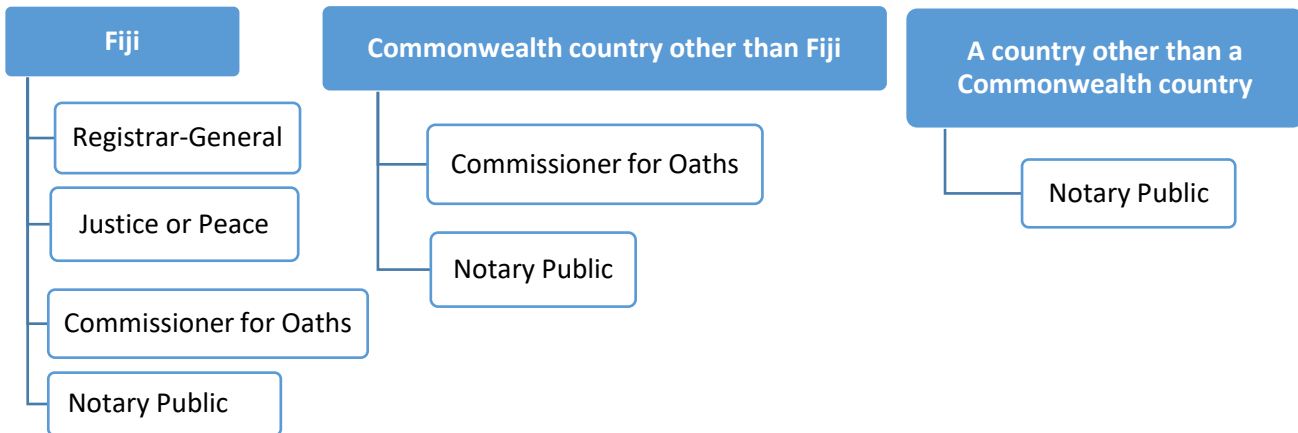 Fiji
Registrar-General
Justice or Peace
Commissioner for Oaths
Notary Public
Commonwealth country other than Fiji
Commissioner for Oaths
Notary Public
A country other than a
Commonwealth country
Notary Public